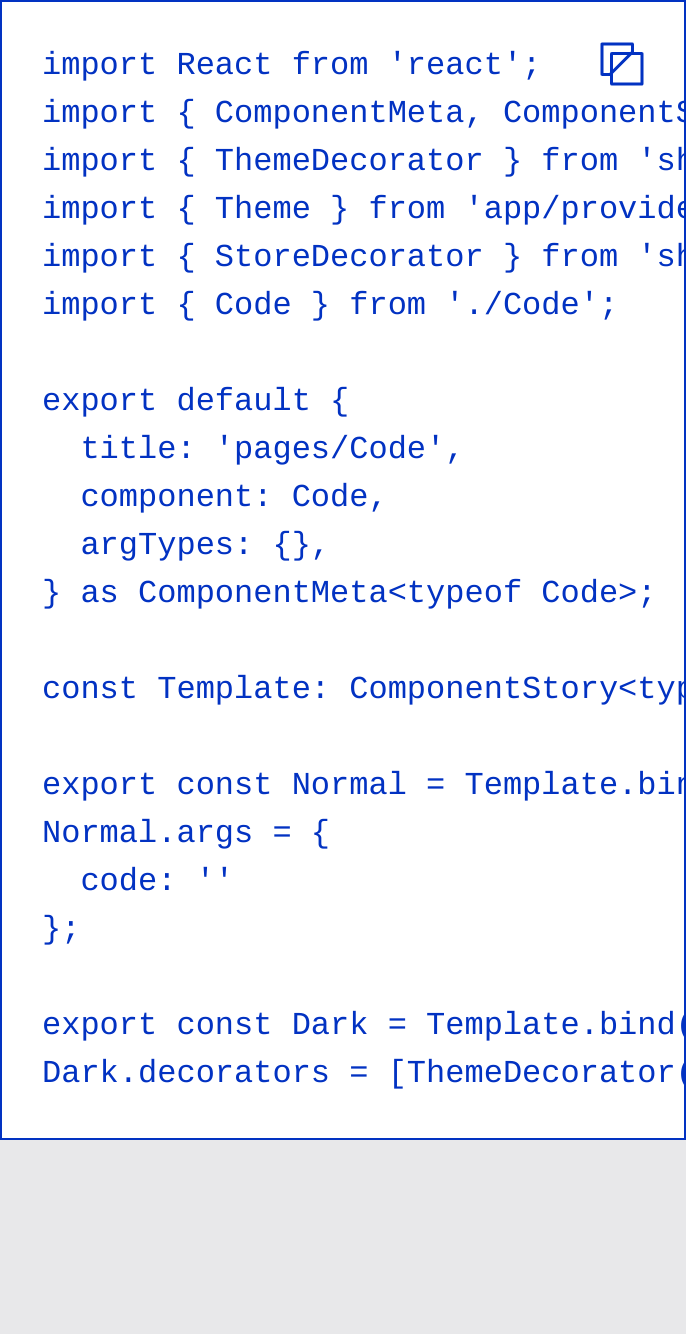 import React from 'react';
import { ComponentMeta, ComponentS
import { ThemeDecorator } from 'sh
import { Theme } from 'app/provide
import { StoreDecorator } from 'sh
import { Code } from './Code';

export default {
  title: 'pages/Code',
  component: Code,
  argTypes: {},
} as ComponentMeta<typeof Code>;

const Template: ComponentStory<typ

export const Normal = Template.bin
Normal.args = {
  code: ''
};

export const Dark = Template.bind(
Dark.decorators = [ThemeDecorator(